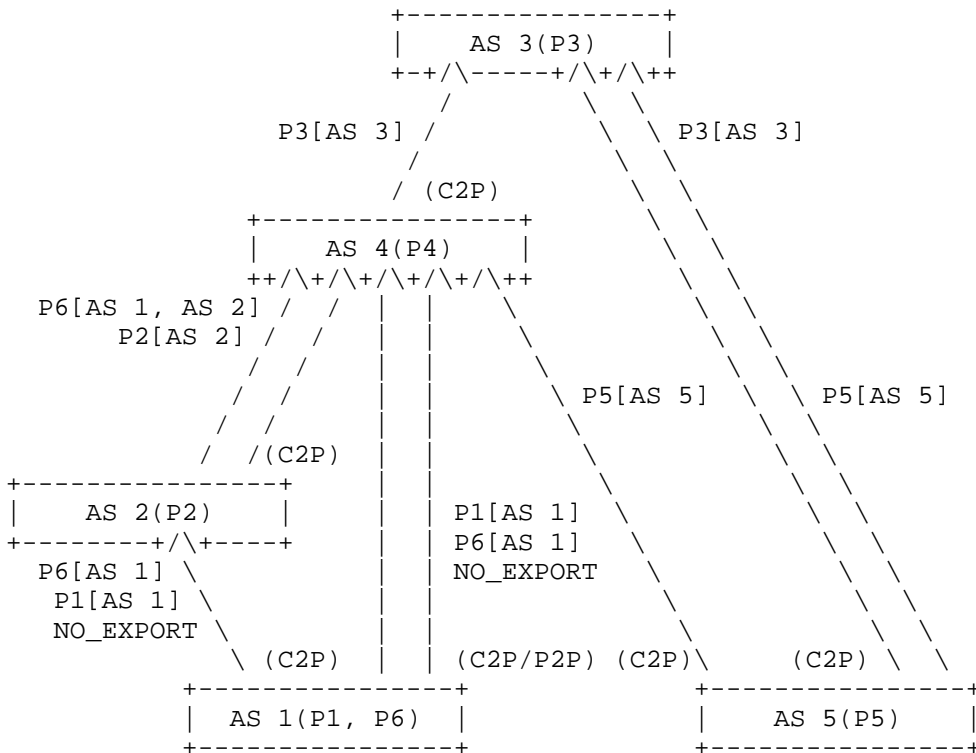 AS 3(P3)
P3[AS 3]
P3[AS 3]
(C2P)
AS 4(P4)
P6[AS 1, AS 2]
P2[AS 2]
P5[AS 5]
P5[AS 5]
(C2P)
AS 2(P2)
P1[AS 1]
P6[AS 1]
NO_EXPORT
P6[AS 1]
P1[AS 1]
NO_EXPORT
(C2P)
(C2P/P2P)
(C2P)
(C2P)
AS 1(P1, P6)
AS 5(P5)